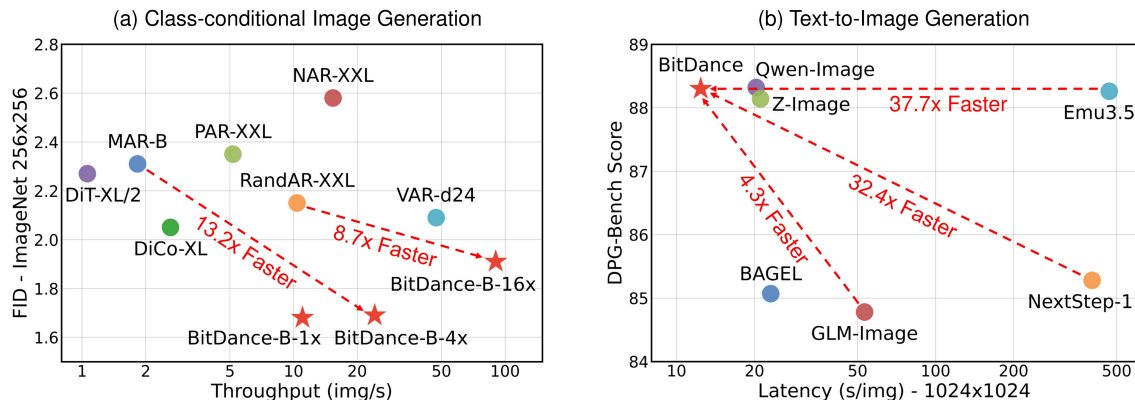 (a) Class-conditional Image Generation
FID - ImageNet 256x256
2.8
2.6
2.4
2.2
2.0
1.8
1.6
NAR-XXL
MAR-B
PAR-XXL
DiT-XL/2
RandAR-XXL
VAR-d24
DiCo-XL
13.2x Faster
8.7x Faster
BitDance-B-16x
BitDance-B-1x
BitDance-B-4x
1
2
5
10
20
50
100
Throughput (img/s)
(b) Text-to-Image Generation
DPG-Bench Score
89
88
87
86
85
84
BitDance
Qwen-Image
Z-Image
37.7x Faster
Emu3.5
4.3x Faster
32.4x Faster
BAGEL
NextStep-1
GLM-Image
10
20
50
100
200
500
Latency (s/img) - 1024x1024